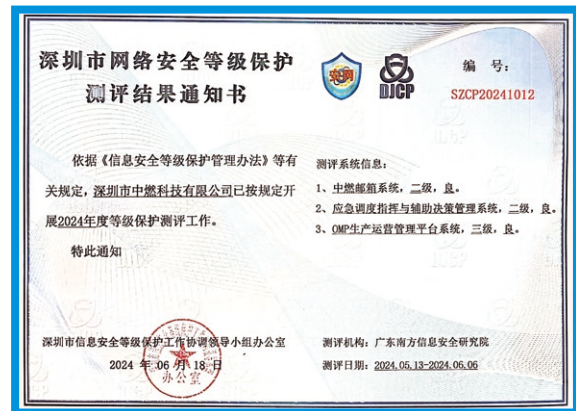 深圳市网络安全等级保护
测评结果通知书
安网
DJCP
编 号:
SZCP20241012
依据《信息安全等级保护管理办法》等有
关规定，深圳市中燃科技有限公司已按规定开
展2024年度等级保护测评工作。
特此通知
测评系统信息:
1、中燃邮箱系统，二级，良。
2、应急调度指挥与辅助决策管理系统，二级，良。
3、OMP生产运营管理平台系统，三级，良。
深圳市信息安全等级保护工作协调领导小组办公室
2024 年 06 月 18 日
办公室
测评机构: 广东南方信息安全研究院
测评日期: 2024.05.13-2024.06.06